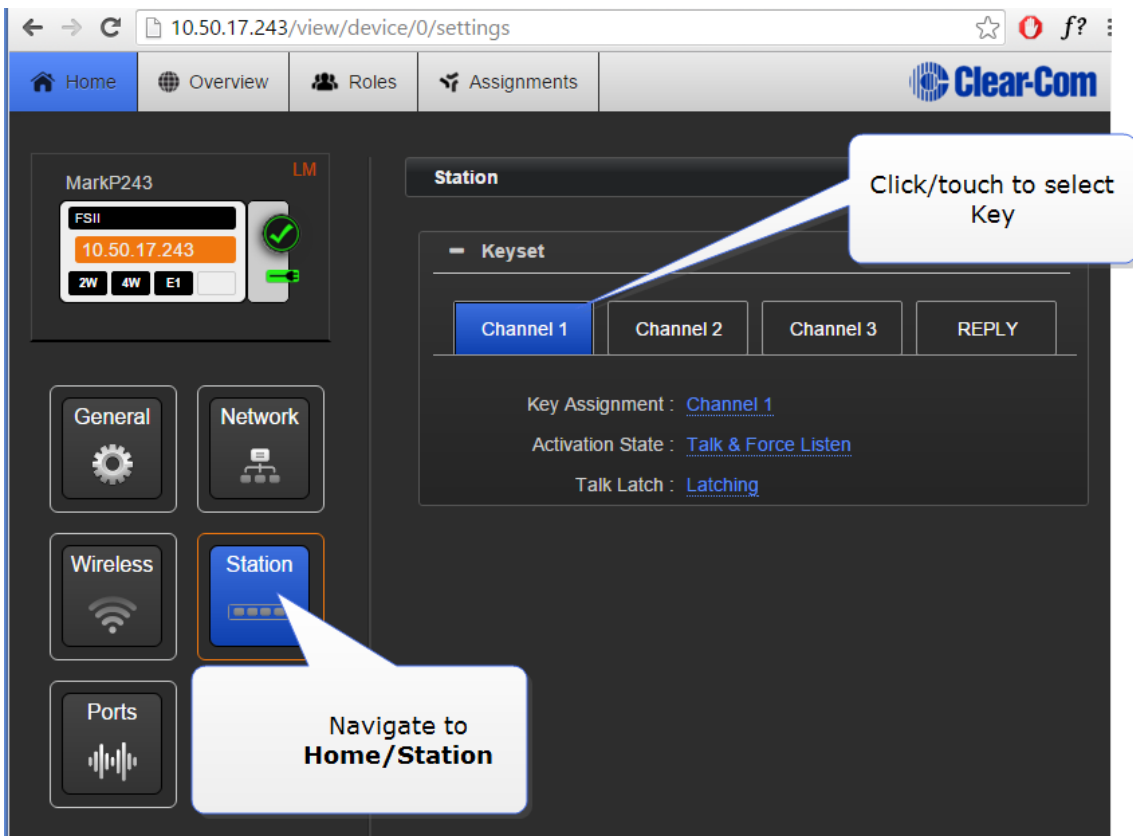 10.50.17.243/view/device/0/settings
f?
Home
Overview
Roles
Assignments
Clear-Com
MarkP243
LM
FSII
10.50.17.243
2W
4W
E1
Station
Click/touch to select
Key
Keyset
Channel 1
Channel 2
Channel 3
REPLY
Key Assignment : Channel 1
Activation State : Talk & Force Listen
Talk Latch : Latching
General
Network
Wireless
Station
Ports
Navigate to
Home/Station